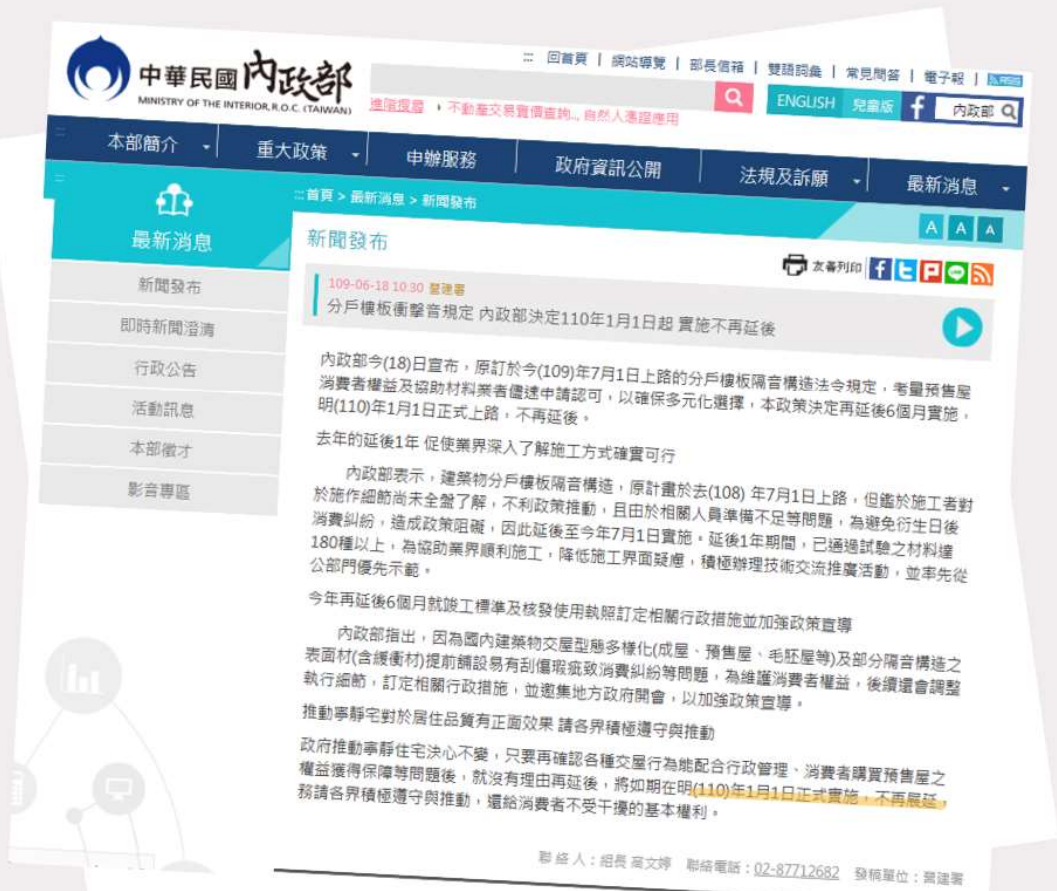 中華民國內政部
MINISTRY OF THE INTERIOR, R.O.C. (TAIWAN)
::: 回首頁 | 網站導覽 | 部長信箱 | 雙語詞彙 | 常見問答 | 電子報 | RSS
ENGLISH 兒童版 f 內政部
進階搜尋 , 不動產交易實價查詢.., 自然人憑證應用
本部簡介 重大政策 申辦服務 政府資訊公開 法規及訴願 最新消息
:::首頁 > 最新消息 > 新聞發布
A A A
最新消息
新聞發布
即時新聞澄清
行政公告
活動訊息
本部徵才
影音專區
新聞發布
友善列印
109-06-18 10:30 營建署
分戶樓板衝擊音規定 內政部決定110年1月1日起 實施不再延後
內政部今(18)日宣布，原訂於今(109)年7月1日上路的分戶樓板隔音構造法令規定，考量預售屋
消費者權益及協助材料業者儘速申請認可，以確保多元化選擇，本政策決定再延後6個月實施，
明(110)年1月1日正式上路，不再延後。
去年的延後1年 促使業界深入了解施工方式確實可行
內政部表示，建築物分戶樓板隔音構造，原計畫於去(108) 年7月1日上路，但鑑於施工者對
於施作細節尚未全盤了解，不利政策推動，且由於相關人員準備不足等問題，為避免衍生日後
消費糾紛，造成政策阻礙，因此延後至今年7月1日實施。延後1年期間，已通過試驗之材料達
180種以上，為協助業界順利施工，降低施工界面疑慮，積極辦理技術交流推廣活動，並率先從
公部門優先示範。
今年再延後6個月就竣工標準及核發使用執照訂定相關行政措施並加強政策宣導
內政部指出，因為國內建築物交屋型態多樣化(成屋、預售屋、毛胚屋等)及部分隔音構造之
表面材(含緩衝材)提前鋪設易有刮傷瑕疵致消費糾紛等問題，為維護消費者權益，後續還會調整
執行細節，訂定相關行政措施，並邀集地方政府開會，以加強政策宣導。
推動寧靜宅對於居住品質有正面效果 請各界積極遵守與推動
政府推動寧靜住宅決心不變，只要再確認各種交屋行為能配合行政管理、消費者購買預售屋之
權益獲得保障等問題後，就沒有理由再延後，將如期在明(110)年1月1日正式實施，不再展延，
務請各界積極遵守與推動，還給消費者不受干擾的基本權利。
聯 絡 人：組長 高文婷 聯絡電話：02-87712682 發稿單位：營建署